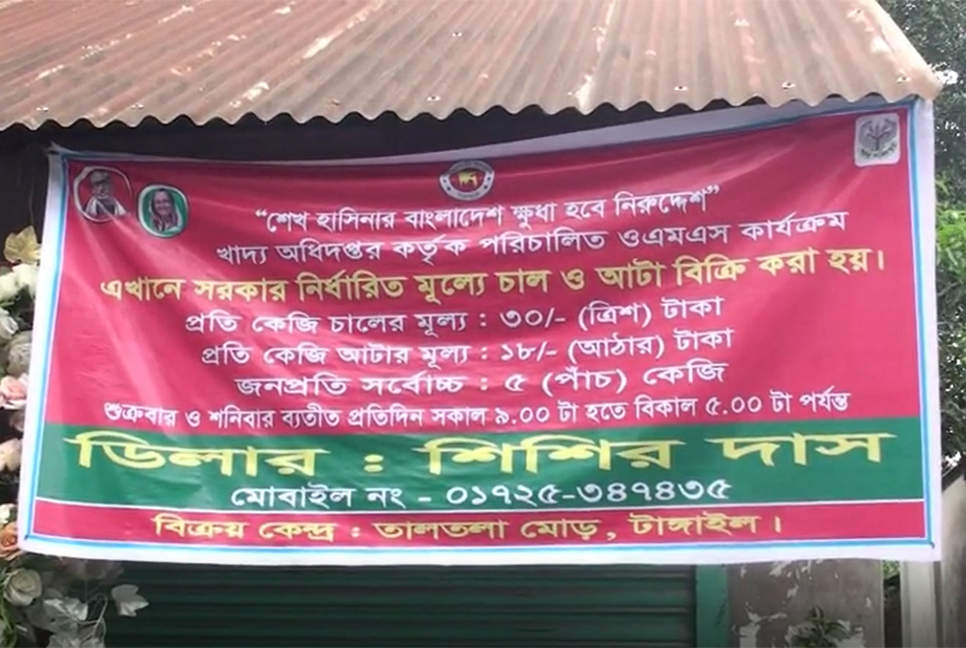 “শেখ হাসিনার বাংলাদেশ ক্ষুধা হবে নিরুদ্দেশ”
খাদ্য অধিদপ্তর কর্তৃক পরিচালিত ওএমএস কার্যক্রম
এখানে সরকার নির্ধারিত মূল্যে চাল ও আটা বিক্রি করা হয়।
প্রতি কেজি চালের মূল্য : ৩০/- (ত্রিশ) টাকা
প্রতি কেজি আটার মূল্য : ১৮/- (আঠার) টাকা
জনপ্রতি সর্বোচ্চ : ৫ (পাঁচ) কেজি
শুক্রবার ও শনিবার ব্যতীত প্রতিদিন সকাল ৯.০০ টা হতে বিকাল ৫.০০ টা পর্যন্ত
ডিলার : শিশির দাস
মোবাইল নং - ০১৭২৫-৩৪৭৪৩৫
বিক্রয় কেন্দ্র : তালতলা মোড়, টাঙ্গাইল।